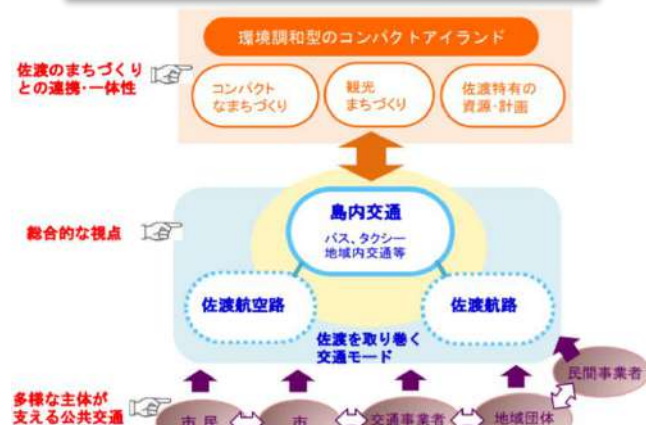 環境調和型のコンパクトアイランド
佐渡のまちづくり
との連携・一体性
コンパクト
なまちづくり
観光
まちづくり
佐渡特有の
資源・計画
総合的な視点
島内交通
バス、タクシー
地域内交通等
佐渡航空路
佐渡航路
佐渡を取り巻く
交通モード
多様な主体が
支える公共交通
市民
市
交通事業者
地域団体
民間事業者